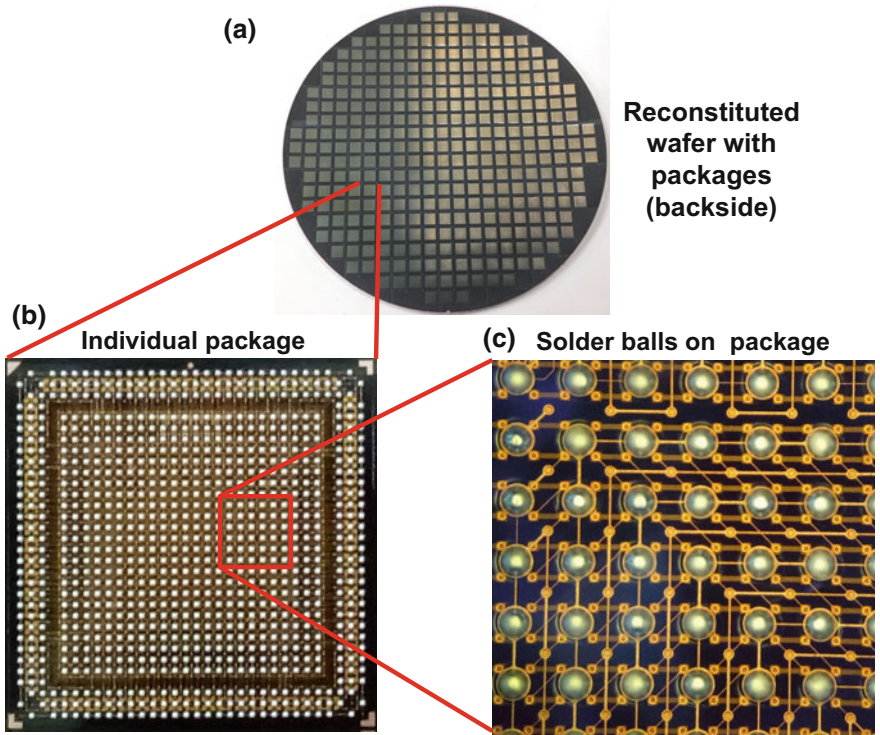 (a)
Reconstituted
wafer with
packages
(backside)
(b)
Individual package
(c)
Solder balls on package